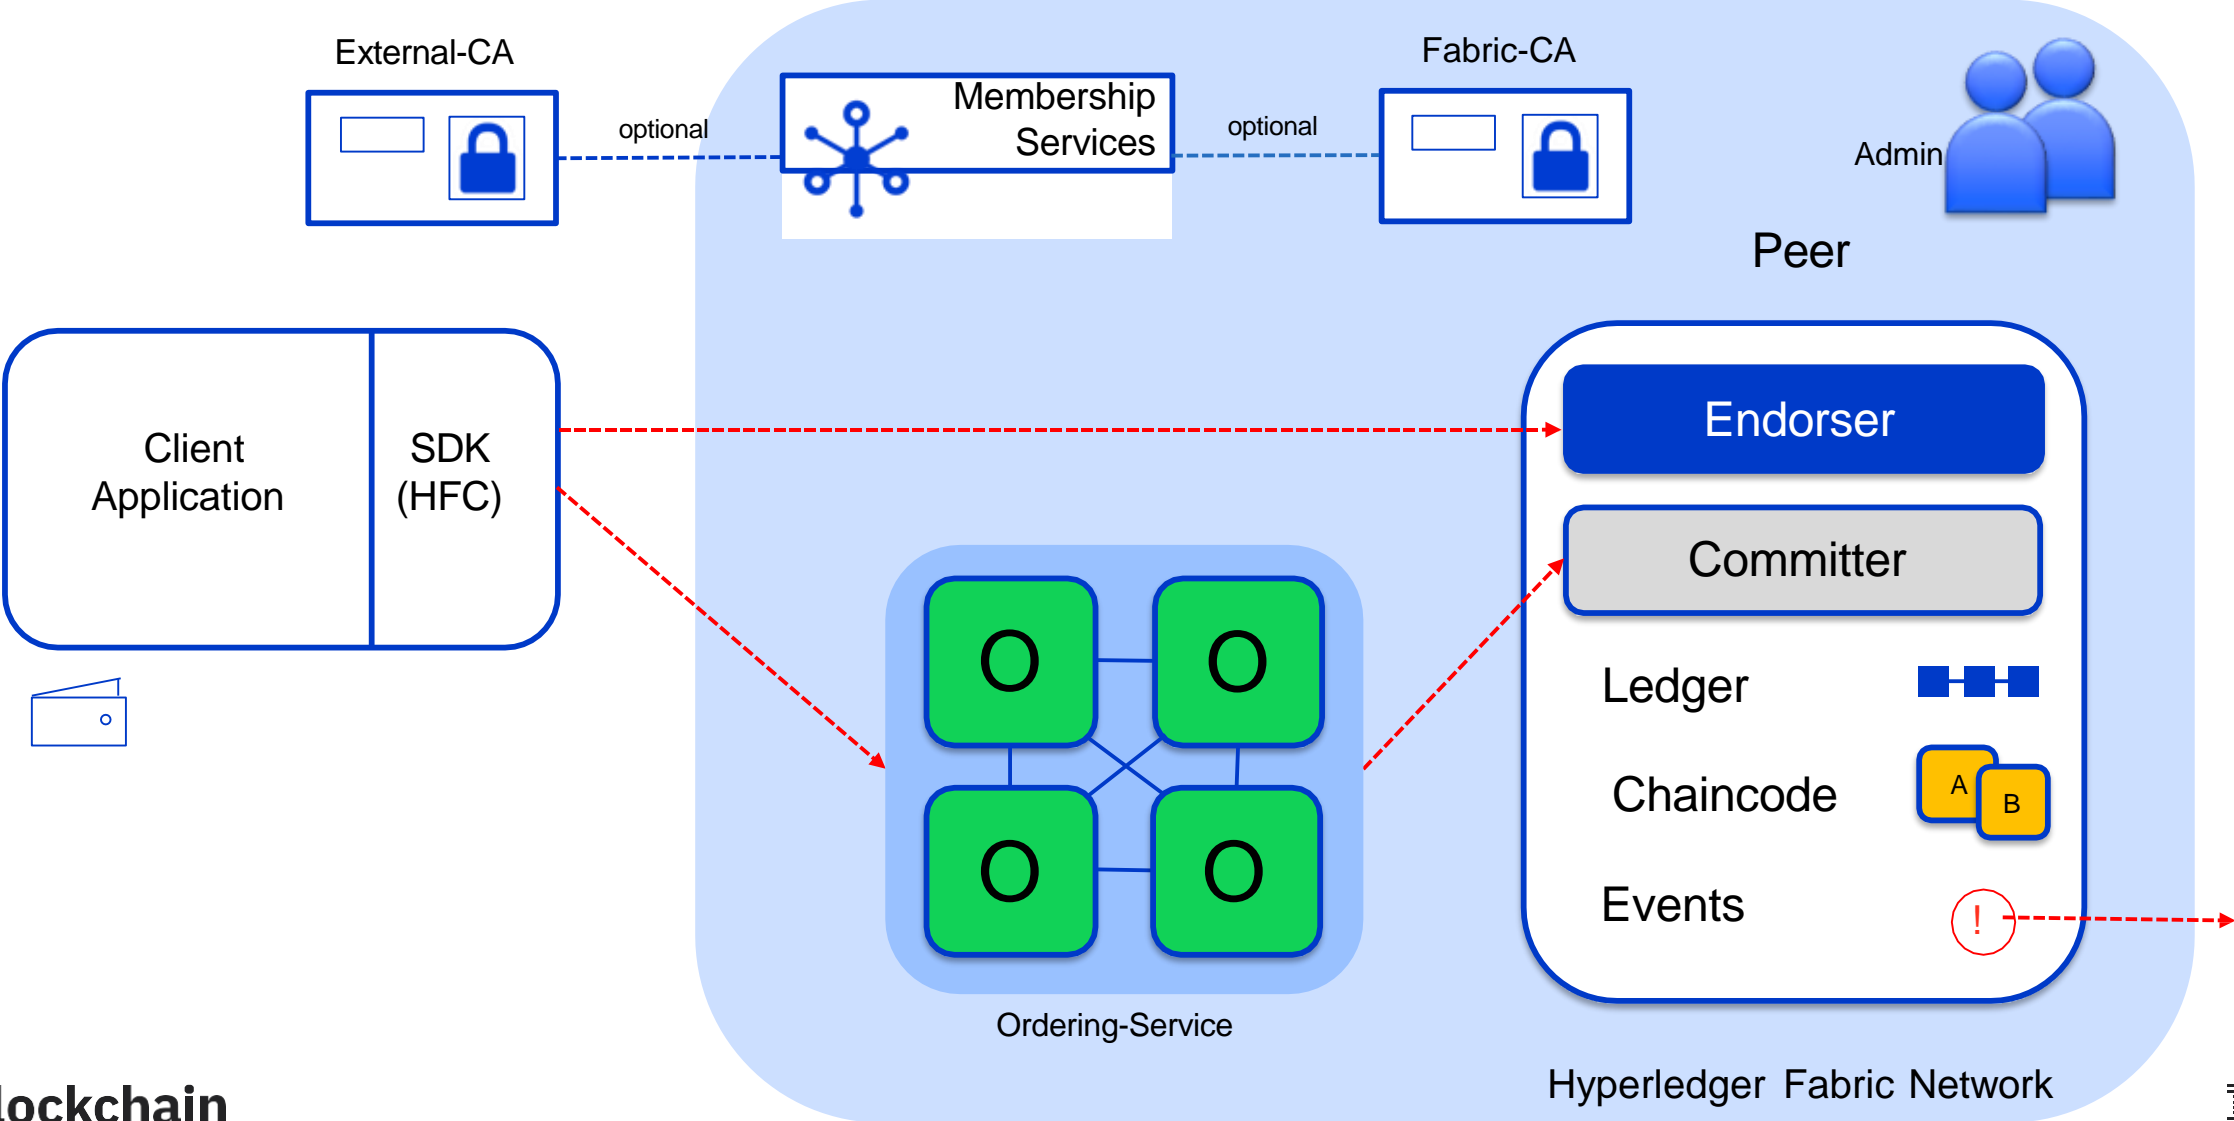 External-CA
Fabric-CA
Membership
Services
optional
optional
Admin
Peer
Client
Application
SDK
(HFC)
Endorser
Committer
O
O
Ledger
Chaincode
A
B
O
O
Events
!
Ordering-Service
Hyperledger Fabric Network
lockchain